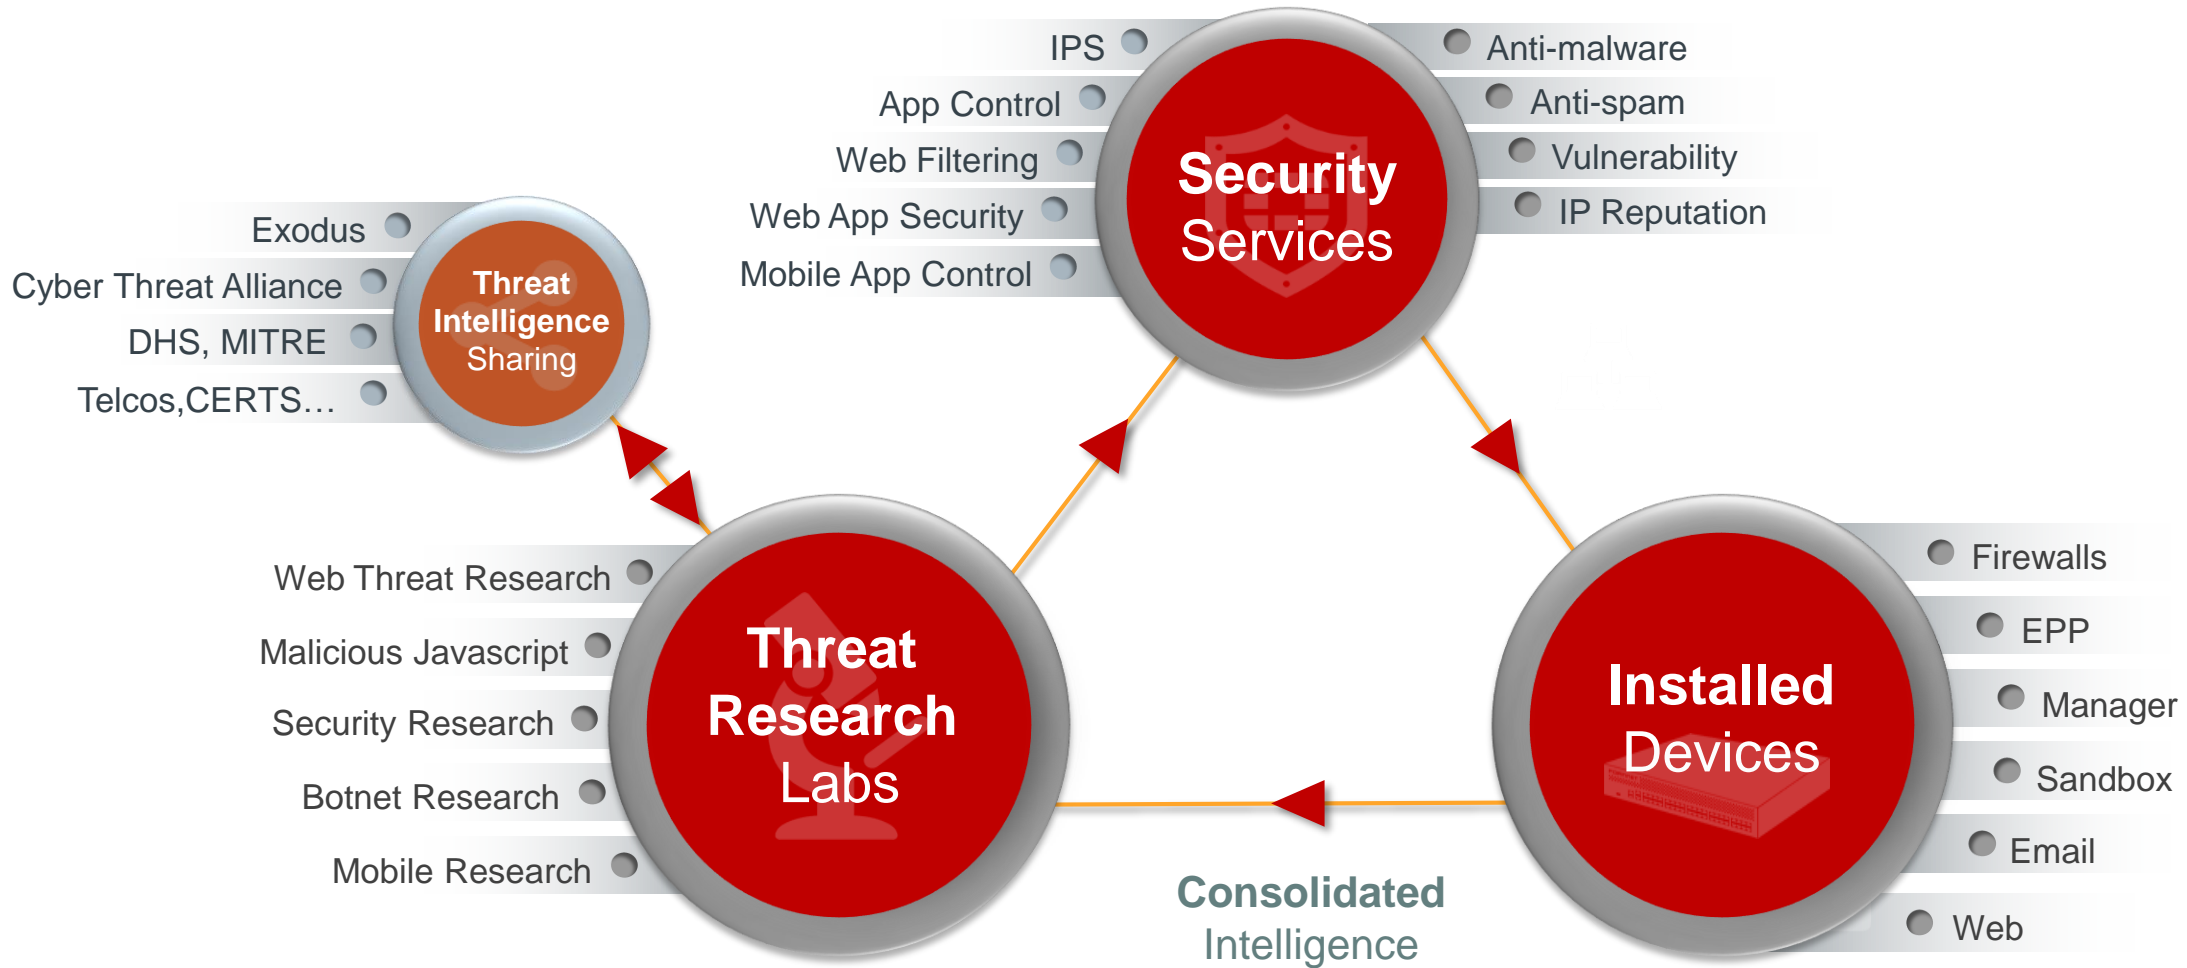 IPS
App Control
Web Filtering
Web App Security
Mobile App Control
Security
Services
Anti-malware
Anti-spam
Vulnerability
IP Reputation
Exodus
Cyber Threat Alliance
DHS, MITRE
Telcos,CERTS…
Threat
Intelligence
Sharing
Web Threat Research
Malicious Javascript
Security Research
Botnet Research
Mobile Research
Threat
Research
Labs
Installed
Devices
Firewalls
EPP
Manager
Sandbox
Email
Web
Consolidated
Intelligence